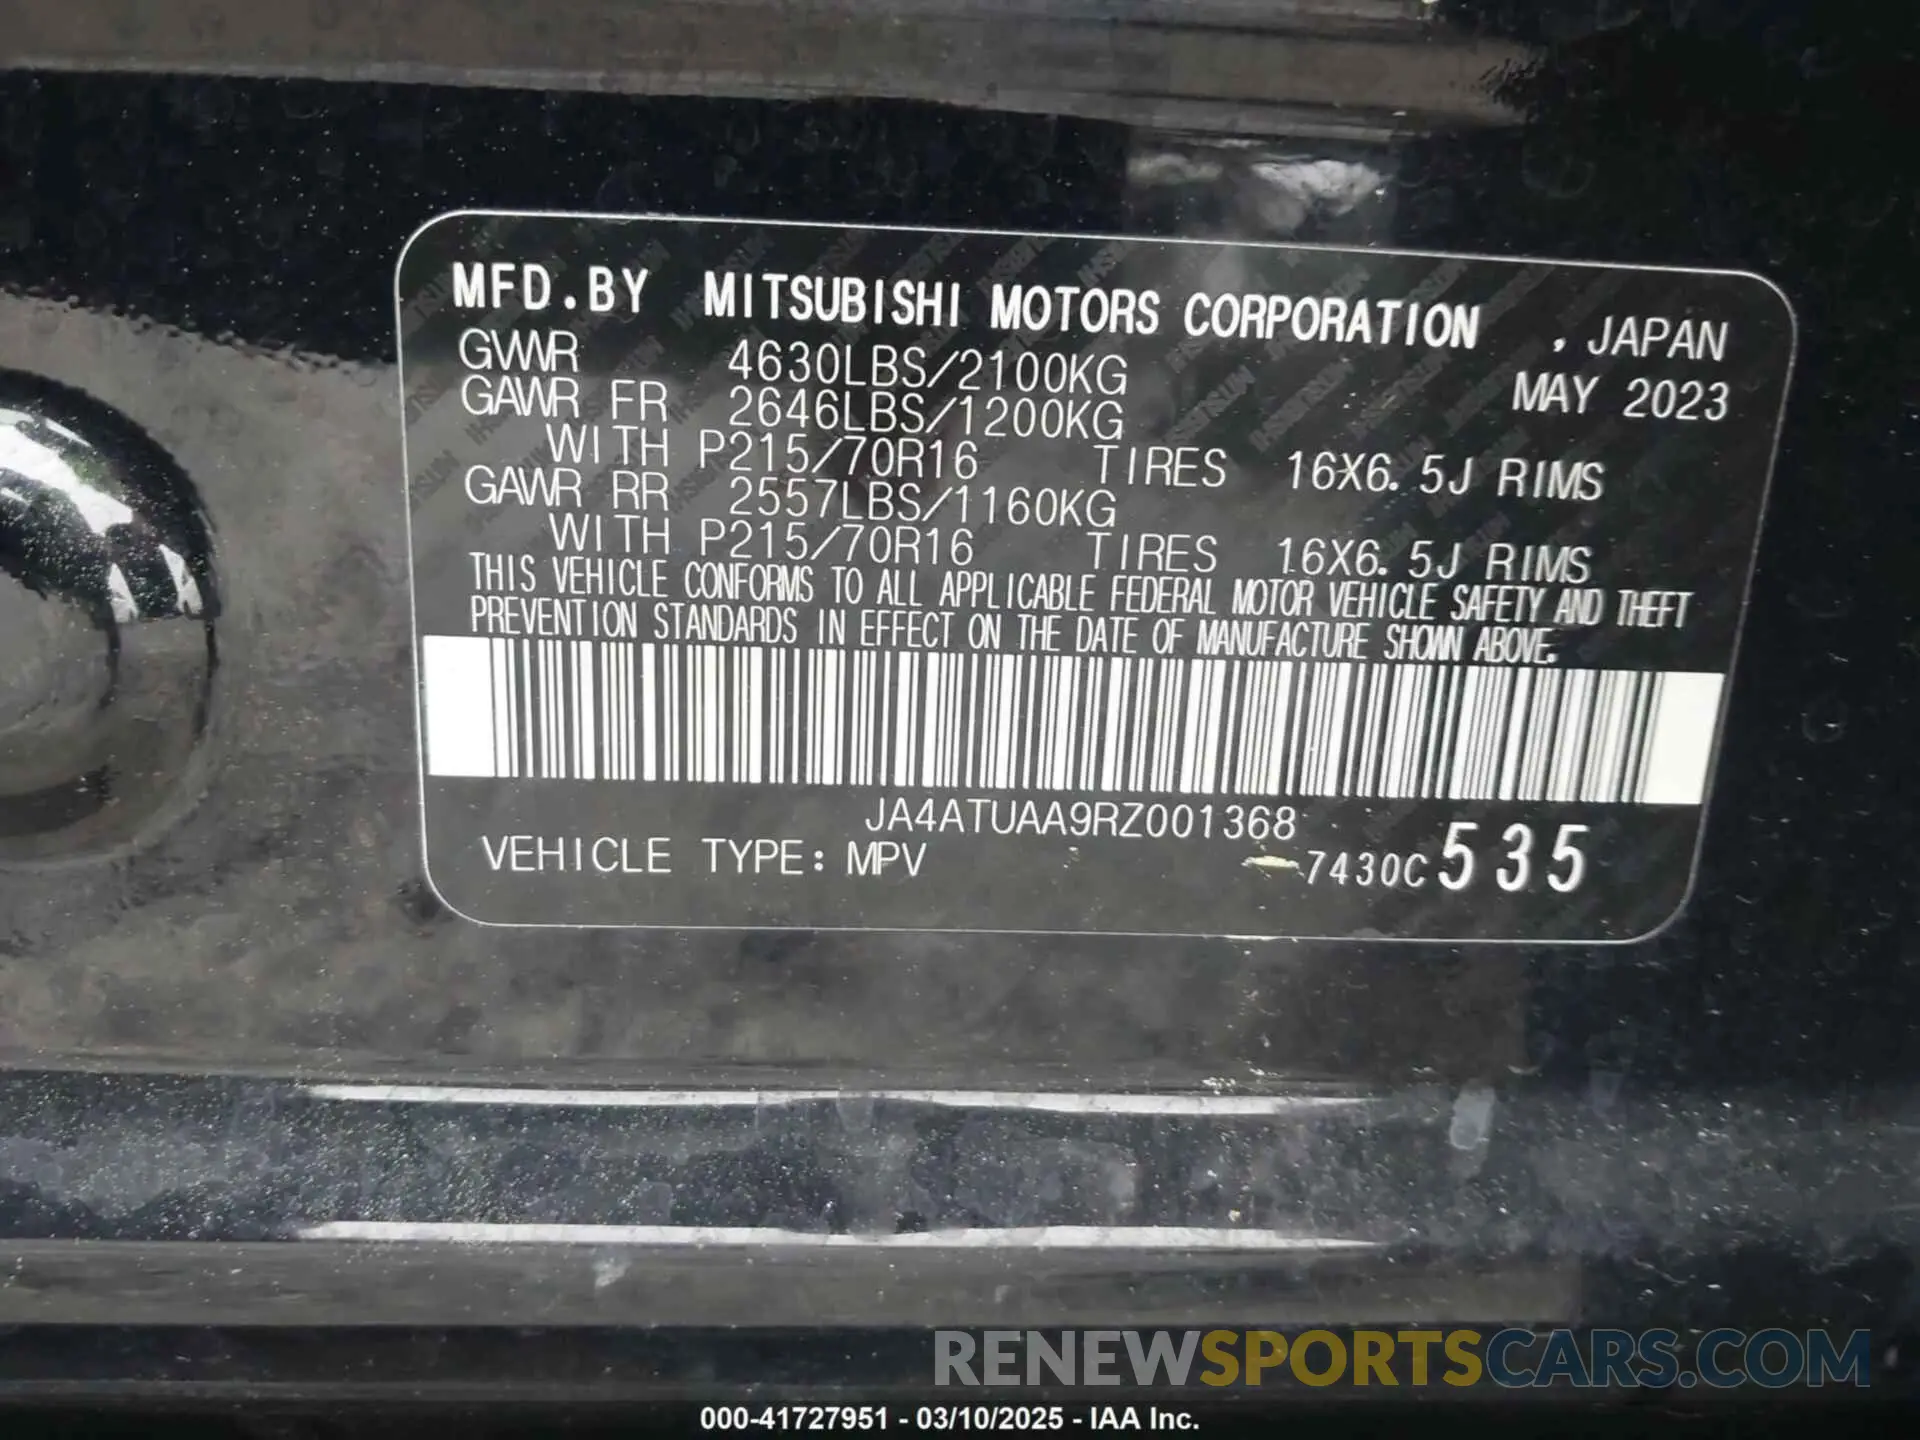 MFD.BY MITSUBISHI MOTORS CORPORATION , JAPAN
GVWR 4630LBS/2100KG MAY 2023
GAWR FR 2646LBS/1200KG
WITH P215/70R16 TIRES 16X6.5J RIMS
GAWR RR 2557LBS/1160KG
WITH P215/70R16 TIRES 16X6.5J RIMS
THIS VEHICLE CONFORMS TO ALL APPLICABLE FEDERAL MOTOR VEHICLE SAFETY AND THEFT
PREVENTION STANDARDS IN EFFECT ON THE DATE OF MANUFACTURE SHOWN ABOVE.
JA4ATUAA9RZ001368
VEHICLE TYPE: MPV 7430C 535
RENEWSPORTSCARS.COM
000-41727951 - 03/10/2025 - IAA Inc.